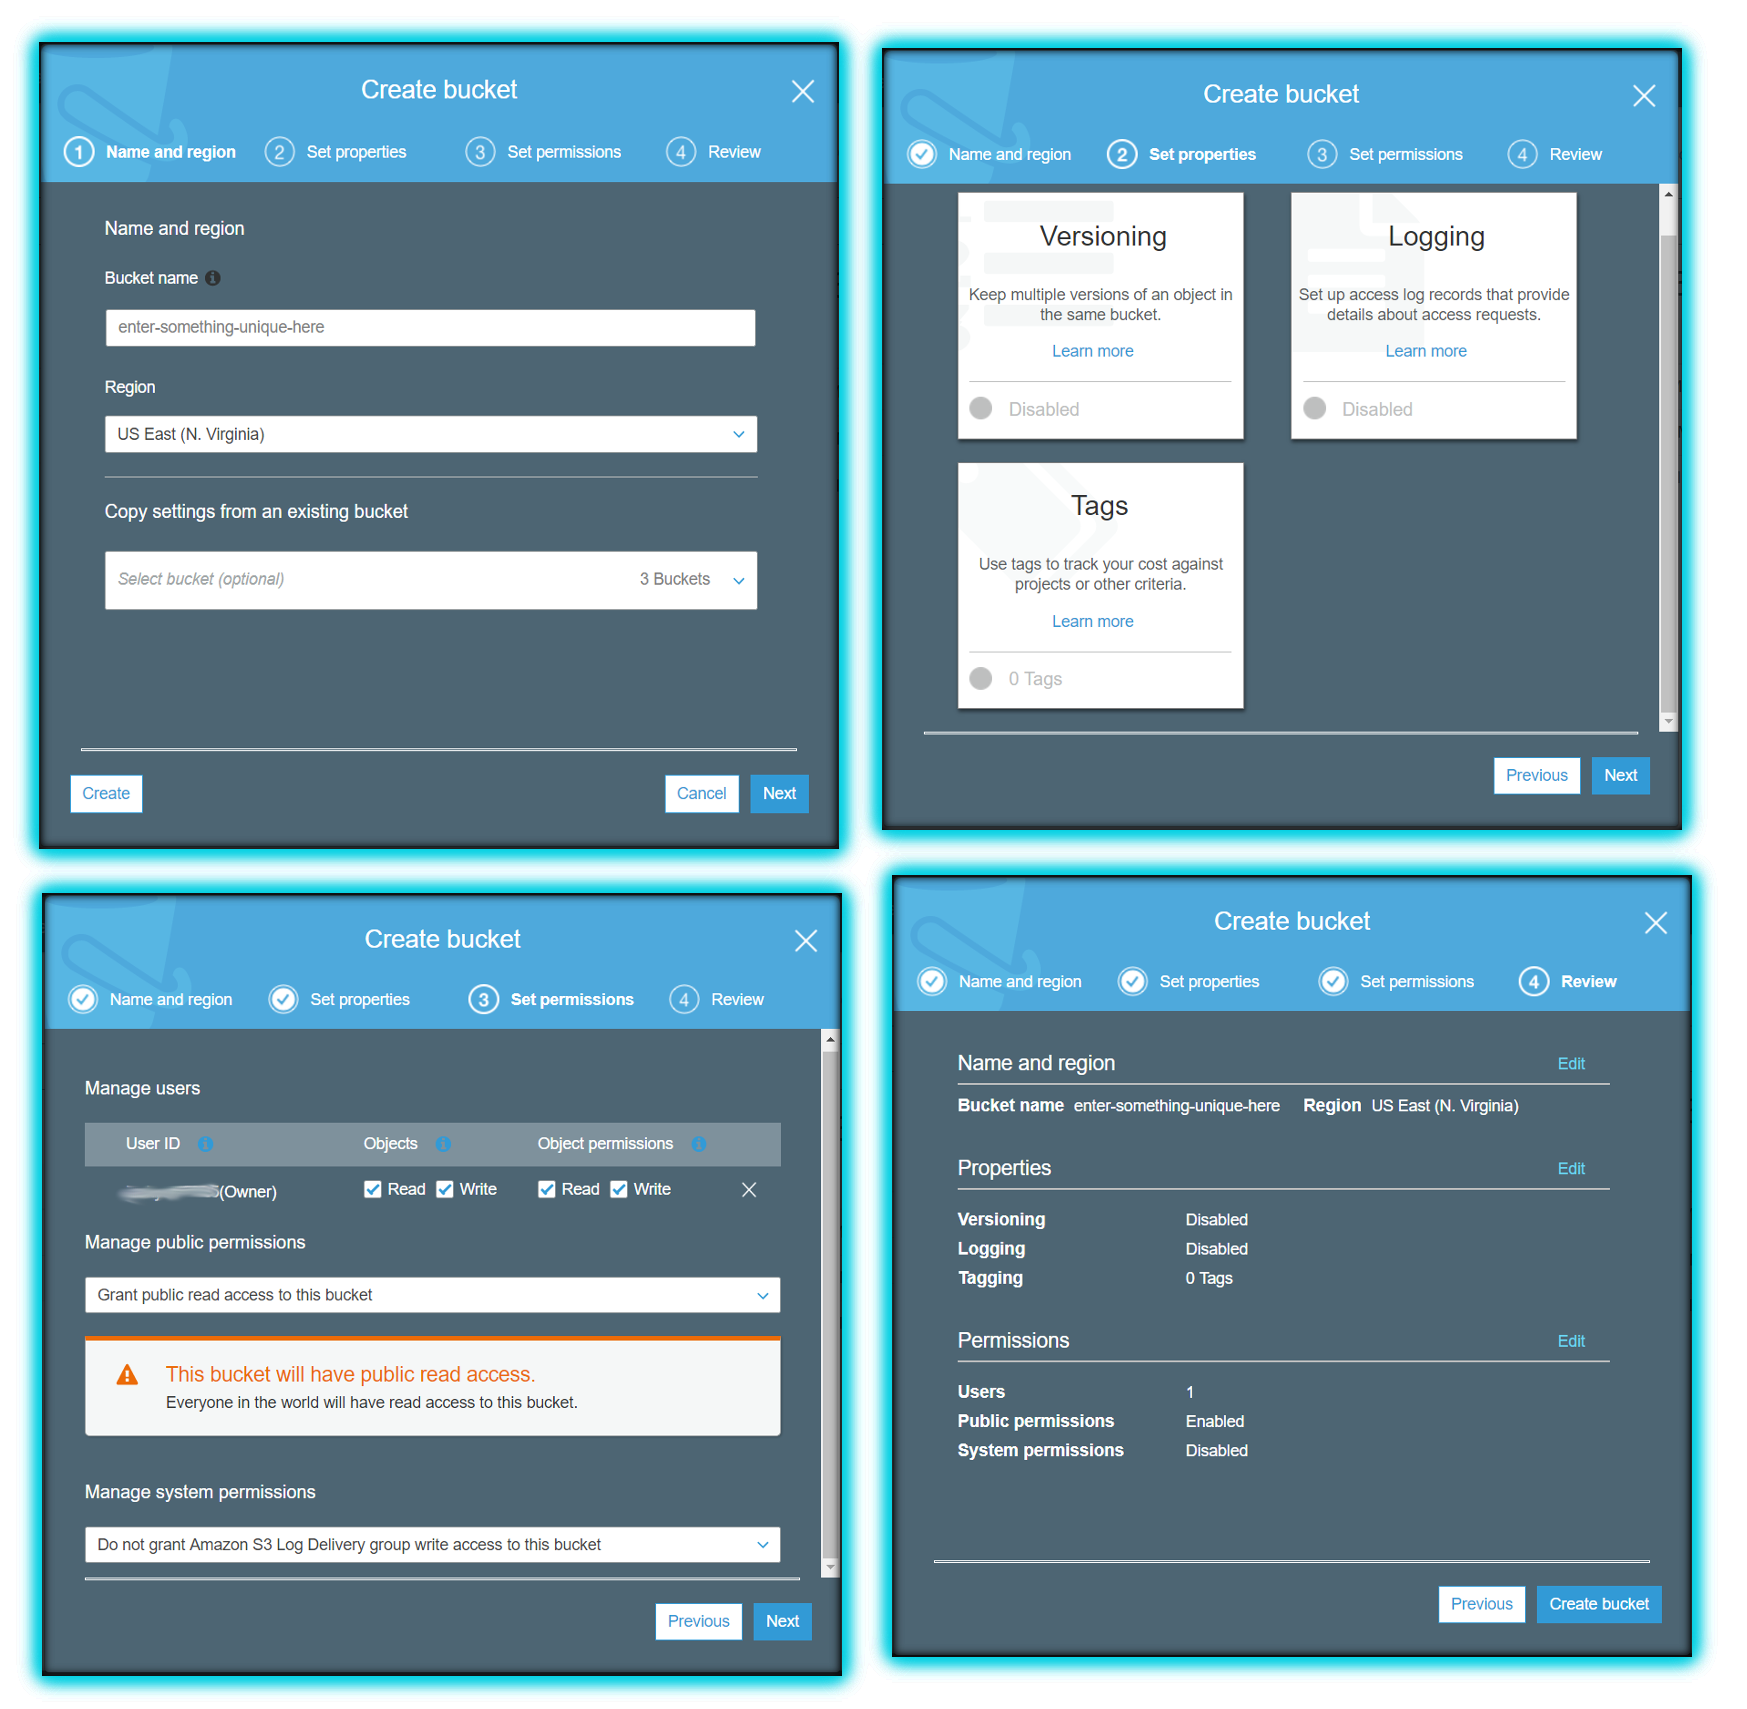 Create bucket
1 Name and region 2 Set properties 3 Set permissions 4 Review
Name and region
Bucket name
enter-something-unique-here
Region
US East (N. Virginia)
Copy settings from an existing bucket
Select bucket (optional) 3 Buckets
Create Cancel Next
Create bucket
Name and region 2 Set properties 3 Set permissions 4 Review
Versioning
Keep multiple versions of an object in
the same bucket.
Learn more
Disabled
Logging
Set up access log records that provide
details about access requests.
Learn more
Disabled
Tags
Use tags to track your cost against
projects or other criteria.
Learn more
0 Tags
Previous Next
Create bucket
Name and region Set properties 3 Set permissions 4 Review
Manage users
User ID Objects Object permissions
(Owner) Read Write Read Write
Manage public permissions
Grant public read access to this bucket
This bucket will have public read access.
Everyone in the world will have read access to this bucket.
Manage system permissions
Do not grant Amazon S3 Log Delivery group write access to this bucket
Previous Next
Create bucket
Name and region Set properties Set permissions 4 Review
Name and region Edit
Bucket name enter-something-unique-here Region US East (N. Virginia)
Properties Edit
Versioning Disabled
Logging Disabled
Tagging 0 Tags
Permissions Edit
Users 1
Public permissions Enabled
System permissions Disabled
Previous Create bucket